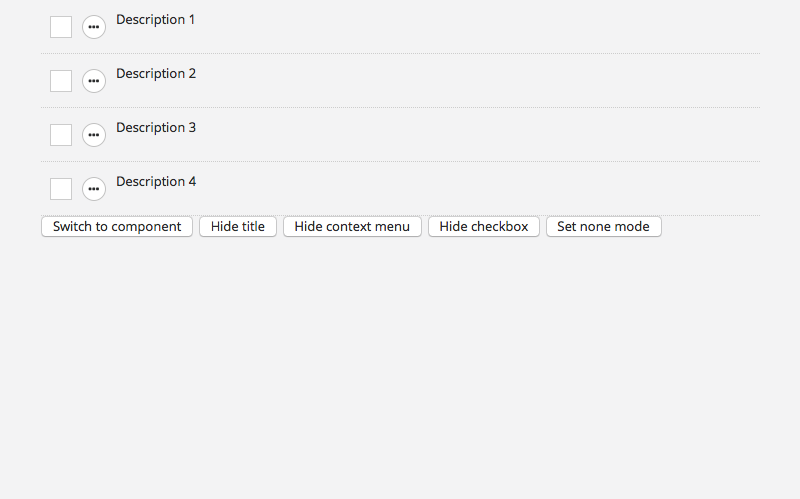 Description 1
Description 2
Description 3
Description 4
Switch to component Hide title Hide context menu Hide checkbox Set none mode